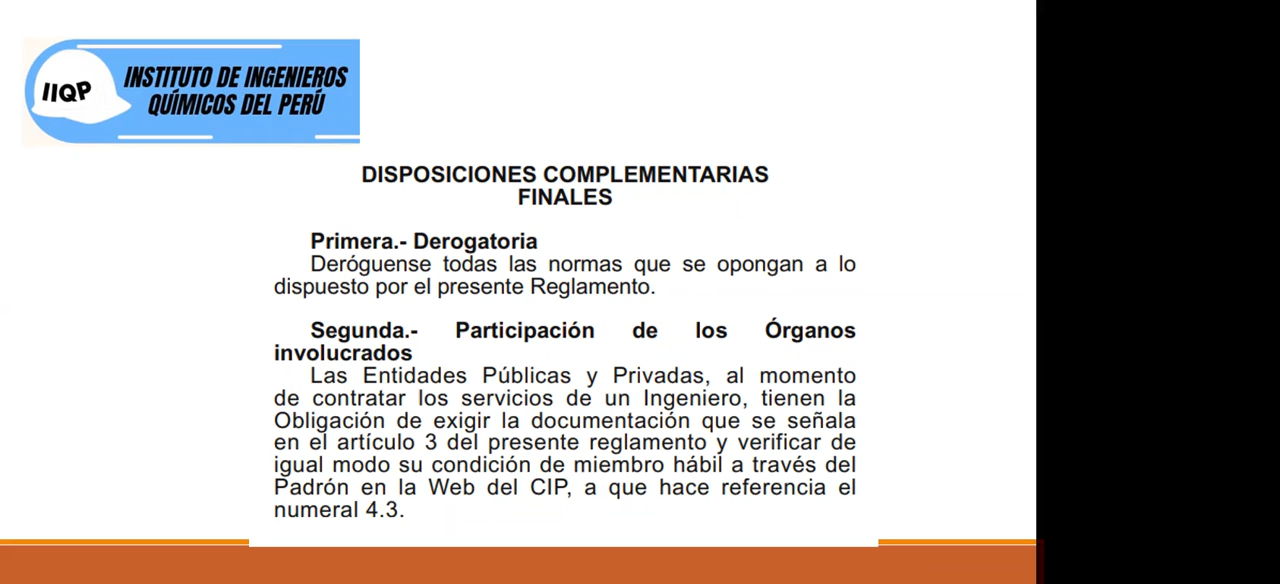 IIQP
INSTITUTO DE INGENIEROS
QUÍMICOS DEL PERÚ
DISPOSICIONES COMPLEMENTARIAS
FINALES
Primera.- Derogatoria
Deróguense todas las normas que se opongan a lo
dispuesto por el presente Reglamento.
Segunda.- Participación de los Órganos
involucrados
Las Entidades Públicas y Privadas, al momento
de contratar los servicios de un Ingeniero, tienen la
Obligación de exigir la documentación que se señala
en el artículo 3 del presente reglamento y verificar de
igual modo su condición de miembro hábil a través del
Padrón en la Web del CIP, a que hace referencia el
numeral 4.3.